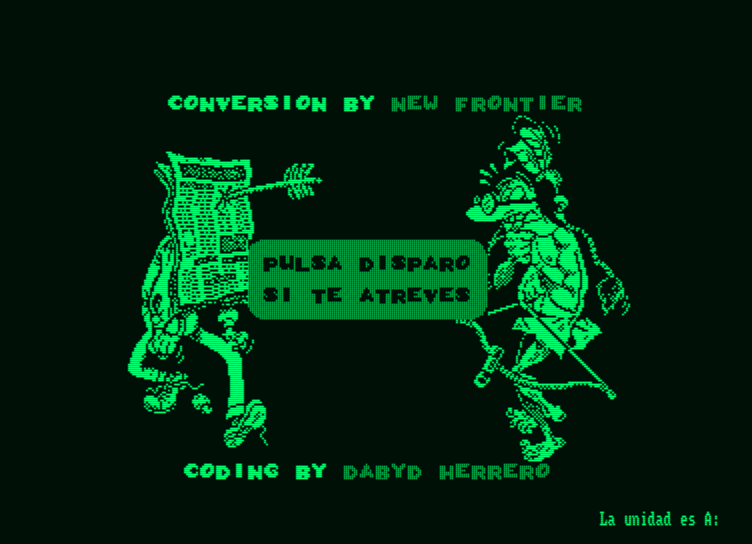 CONVERSION BY NEW FRONTIER
PULSA DISPARO
SI TE ATREVES
CODING BY DABYD HERRERO
La unidad es A: